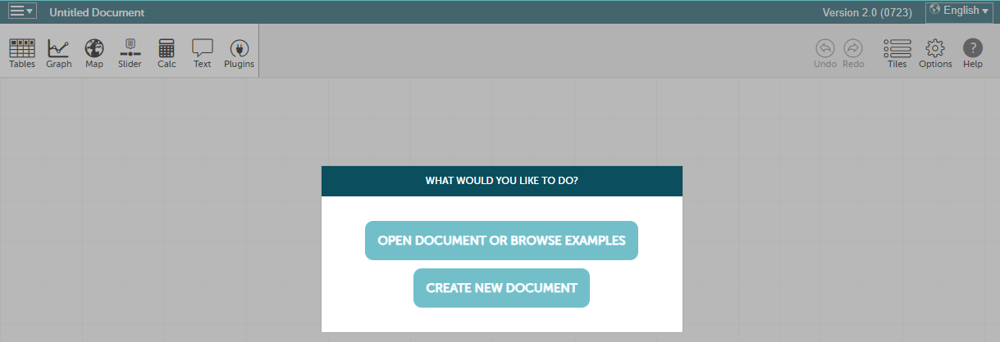 Untitled Document
Version 2.0 (0723)
English
Tables
Graph
Map
Slider
Calc
Text
Plugins
Undo
Redo
Tiles
Options
?
Help
WHAT WOULD YOU LIKE TO DO?
OPEN DOCUMENT OR BROWSE EXAMPLES
CREATE NEW DOCUMENT